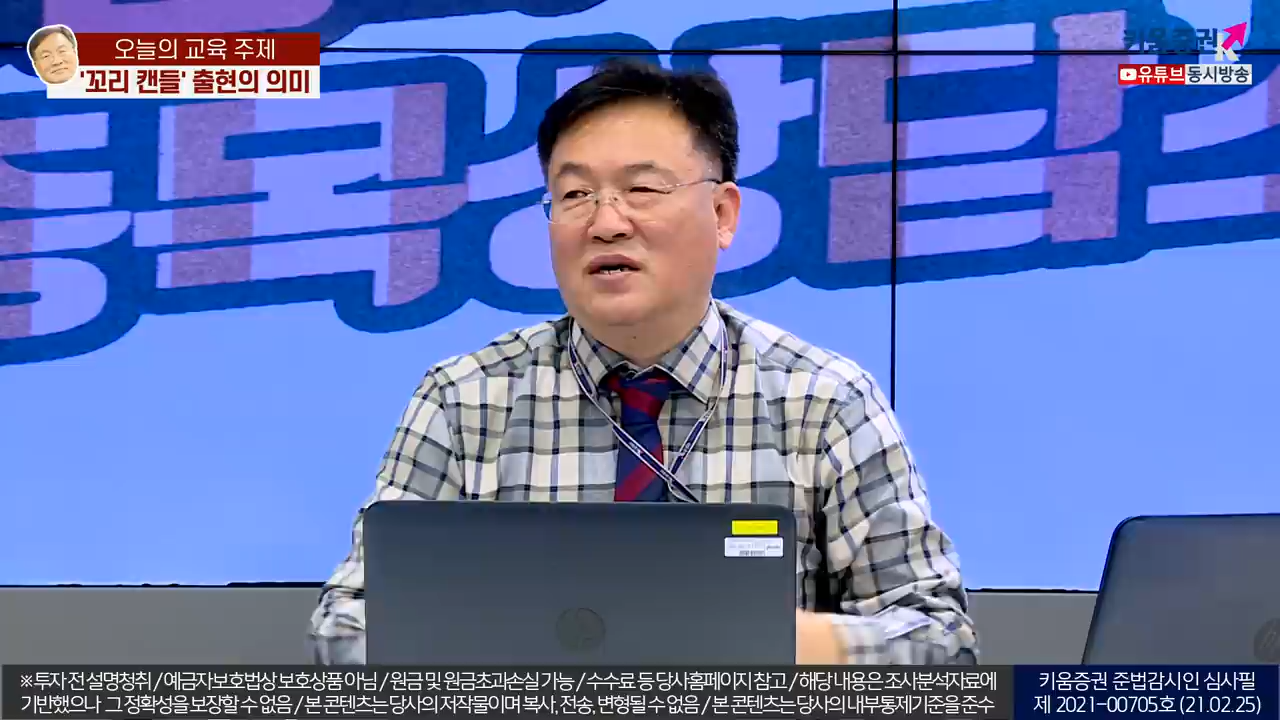 오늘의 교육 주제
'꼬리 캔들' 출현의 의미
키움증권
유튜브동시방송
※ 투자 전 설명청취 / 예금자보호법상 보호상품 아님 / 원금 및 원금초과손실 가능 / 수수료 등 당사홈페이지 참고 / 해당 내용은 조사분석자료에
기반했으나 그 정확성을 보장할 수 없음 / 본 콘텐츠는 당사의 저작물이며 복사, 전송, 변형될 수 없음 / 본 콘텐츠는 당사의 내부통제기준을 준수
키움증권 준법감시인 심사필
제 2021-00705호 (21.02.25)
hp